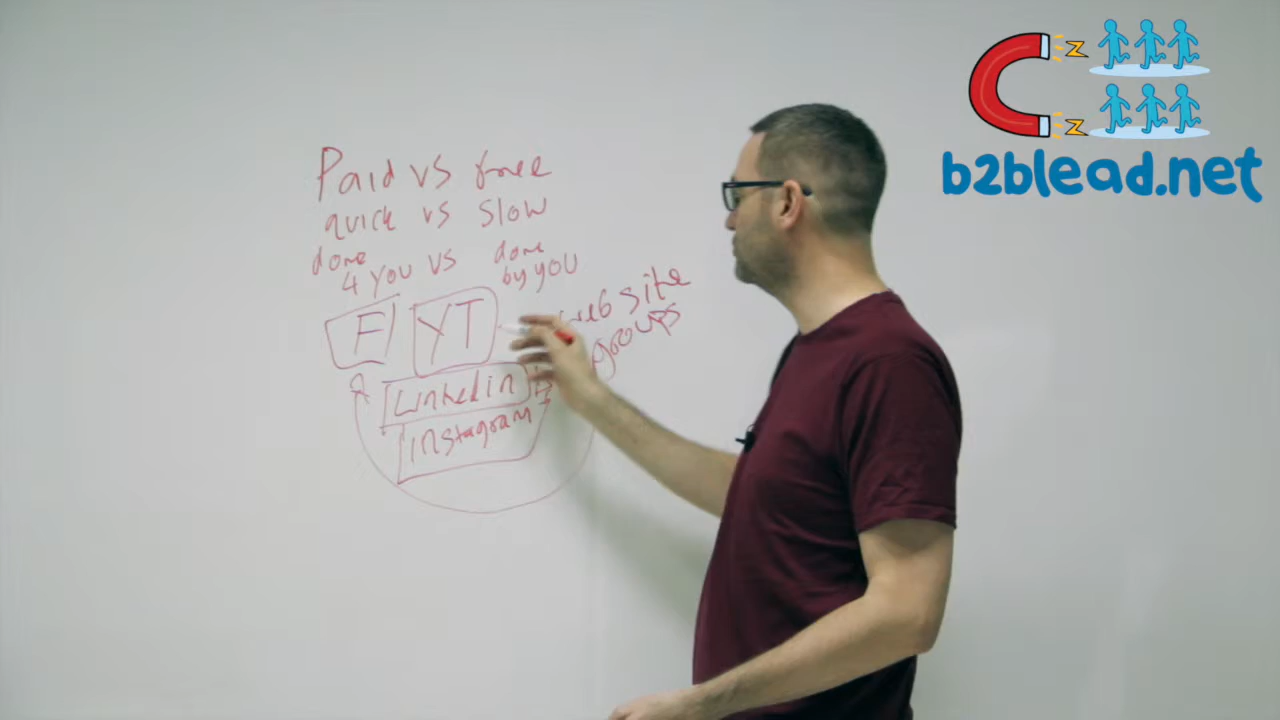 Paid vs free
quick vs slow
done
4 you vs
done
by you
F
YT
website
groups
Linkedin
instagram
b2blead.net